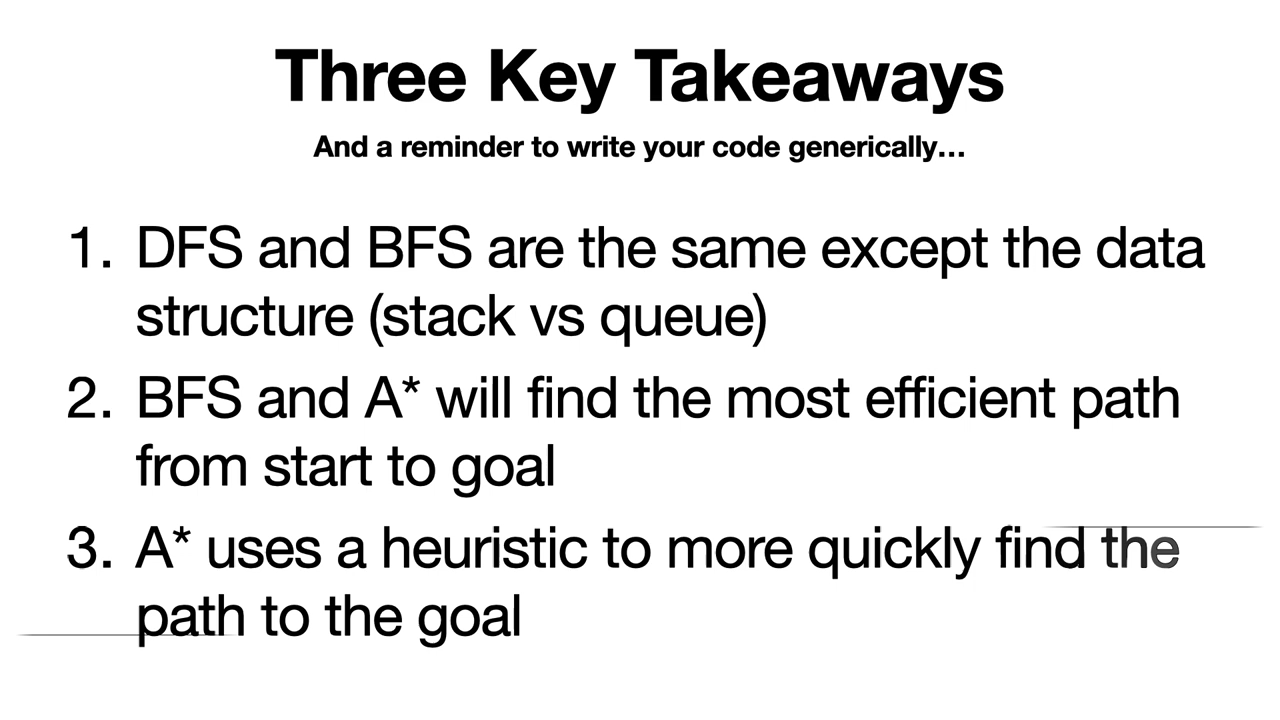 Three Key Takeaways
And a reminder to write your code generically…
1. DFS and BFS are the same except the data
structure (stack vs queue)
2. BFS and A* will find the most efficient path
from start to goal
3. A* uses a heuristic to more quickly find the
path to the goal